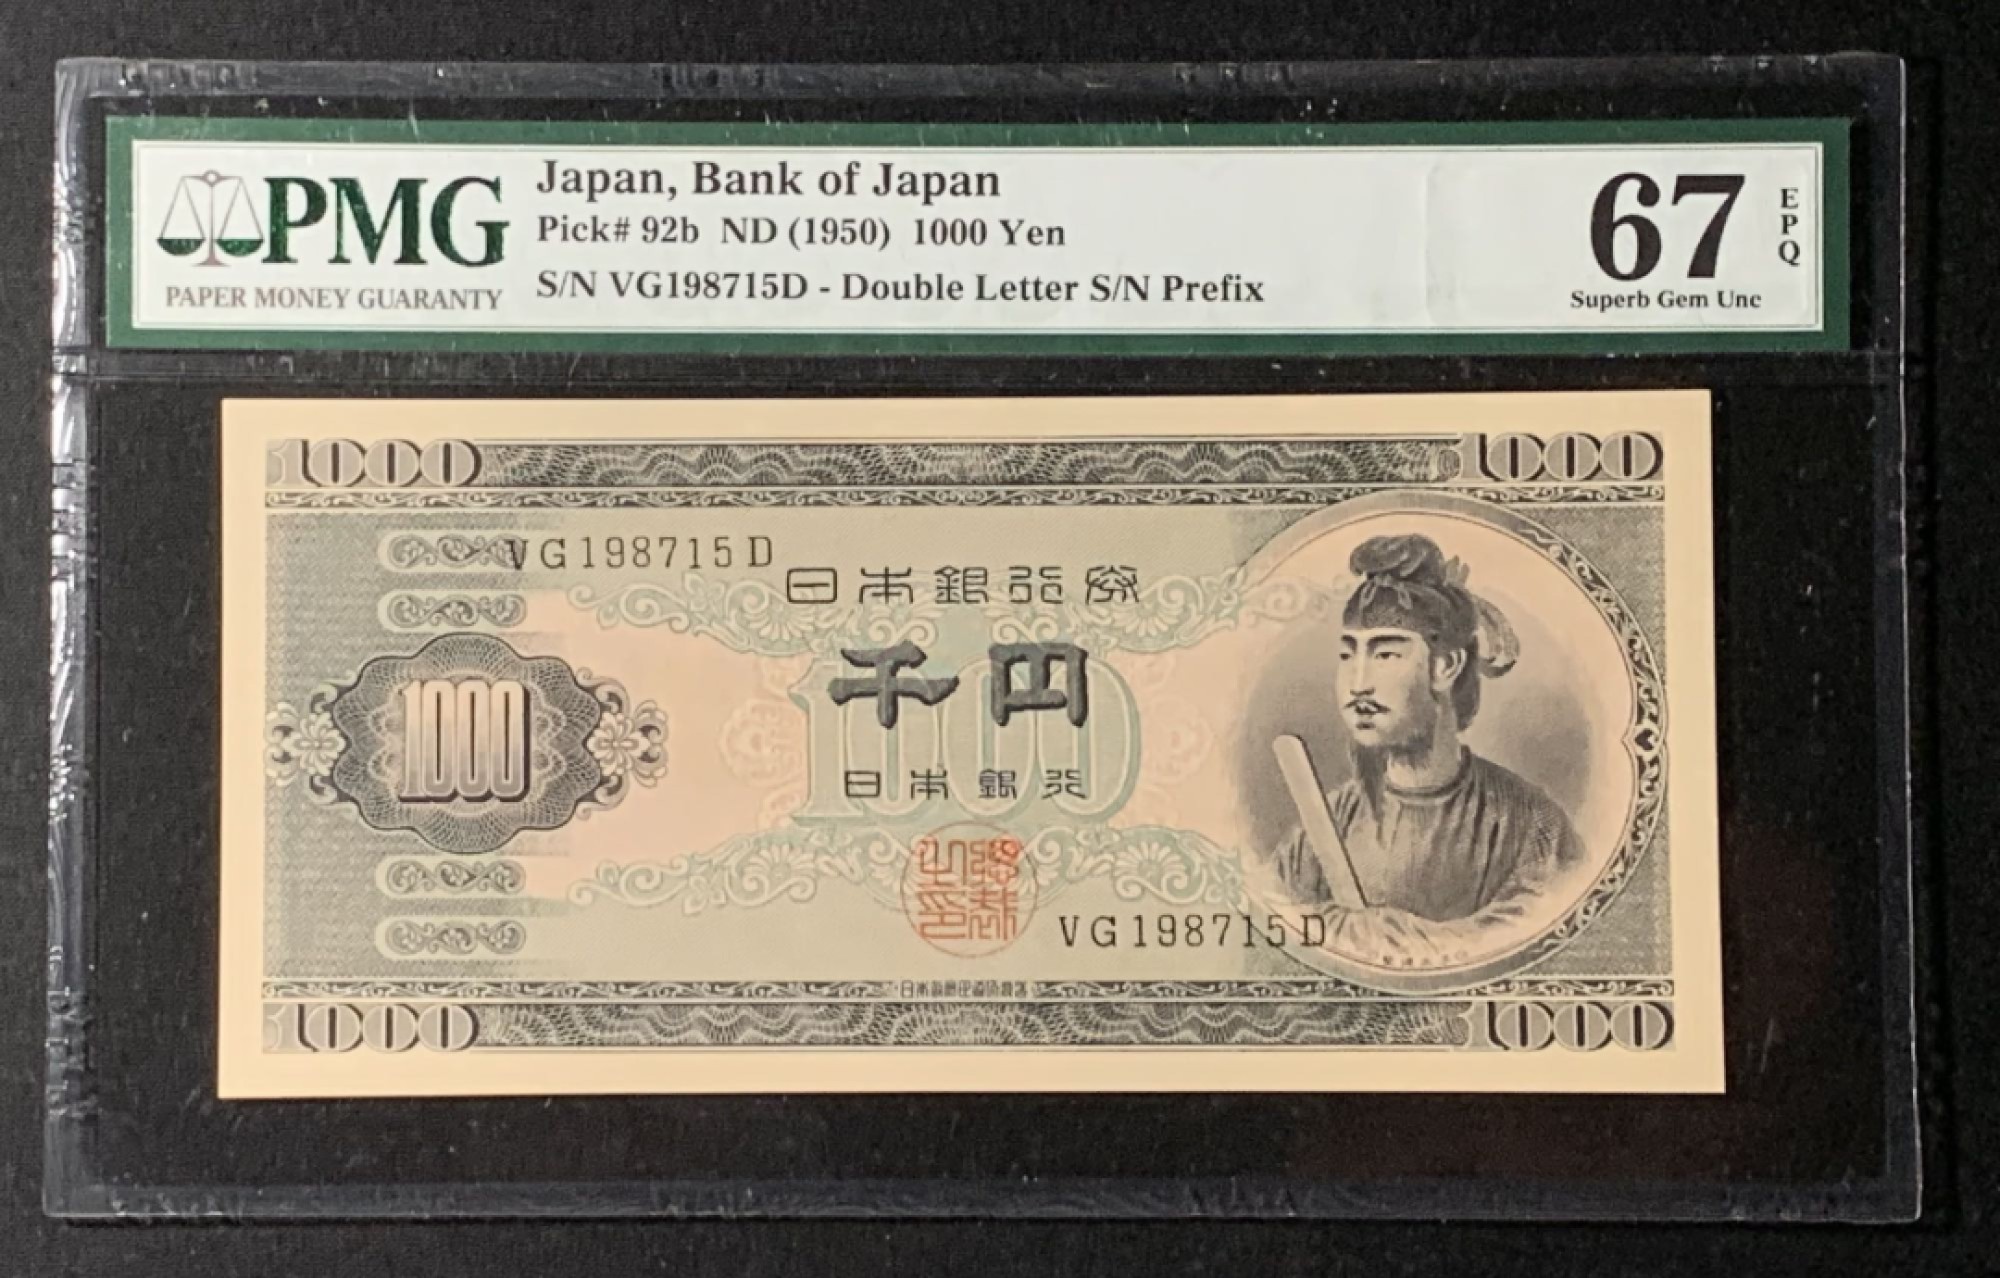 PMG
PAPER MONEY GUARANTY
Japan, Bank of Japan
Pick# 92b ND (1950) 1000 Yen
S/N VG198715D - Double Letter S/N Prefix
67
EPQ
Superb Gem Unc
1000
1000
VG198715D
日本銀行券
千円
1000
1000
日本銀行
VG198715D
1000
1000